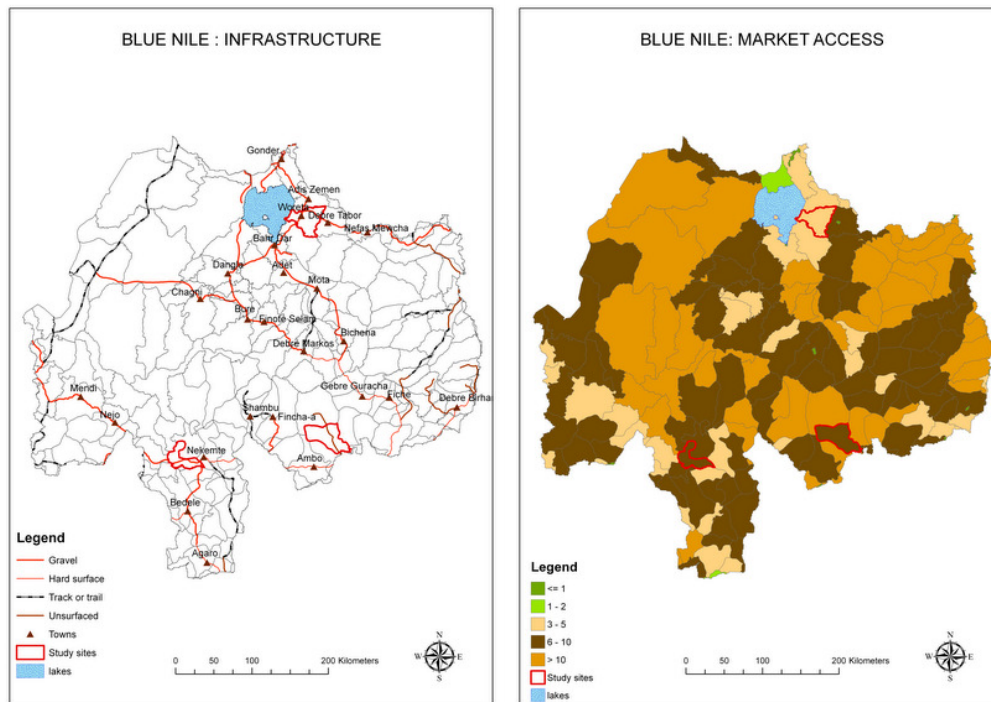 BLUE NILE : INFRASTRUCTURE
Gonder
Adis Zemen
Woreta
Debre Tabor
Nefas Mewcha
Bahr Dar
Dangla
Adet
Mota
Chagni
Bure
Finote Selam
Bichena
Debre Markos
Gebre Guracha
Fiche
Mendi
Debre Birhan
Shambu
Fincha-a
Nejo
Nekemte
Ambo
Bedele
Agaro
Legend
Gravel
Hard surface
Track or trail
Unsurfaced
Towns
Study sites
lakes
N
W E
S
0 50 100 200 Kilometers
BLUE NILE: MARKET ACCESS
Legend
<= 1
1 - 2
3 - 5
6 - 10
> 10
Study sites
lakes
0 50 100 200 Kilometers
N
W E
S